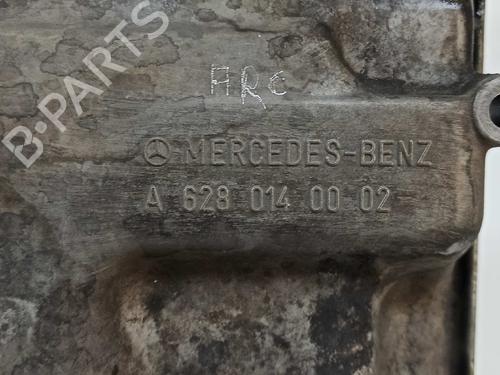 B-PARTS
ARC
MERCEDES-BENZ
A 628 014 00 02